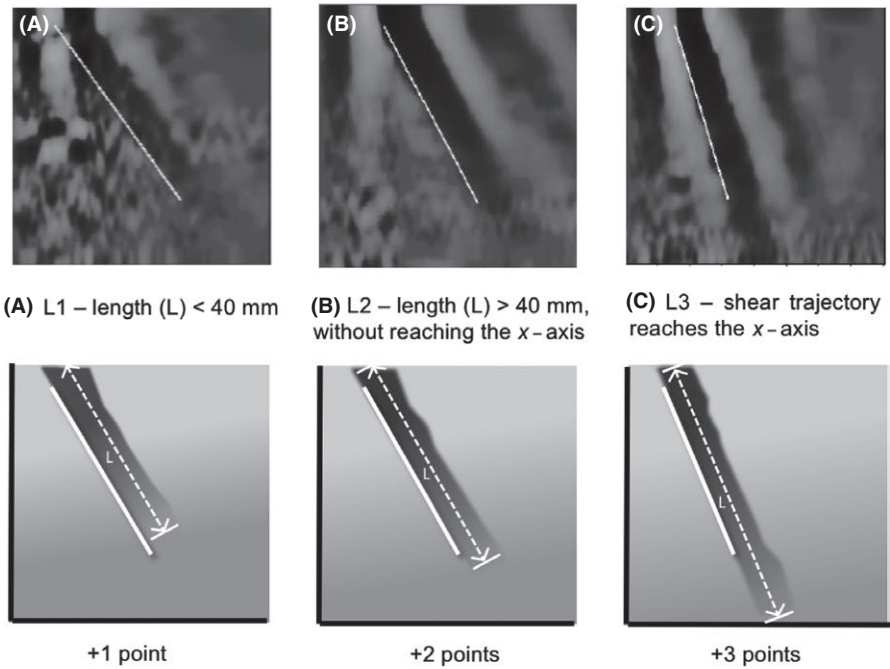 (A)
(B)
(C)
(A) L1 – length (L) < 40 mm
(B) L2 – length (L) > 40 mm,
without reaching the x – axis
(C) L3 – shear trajectory
reaches the x – axis
L
L
L
+1 point
+2 points
+3 points